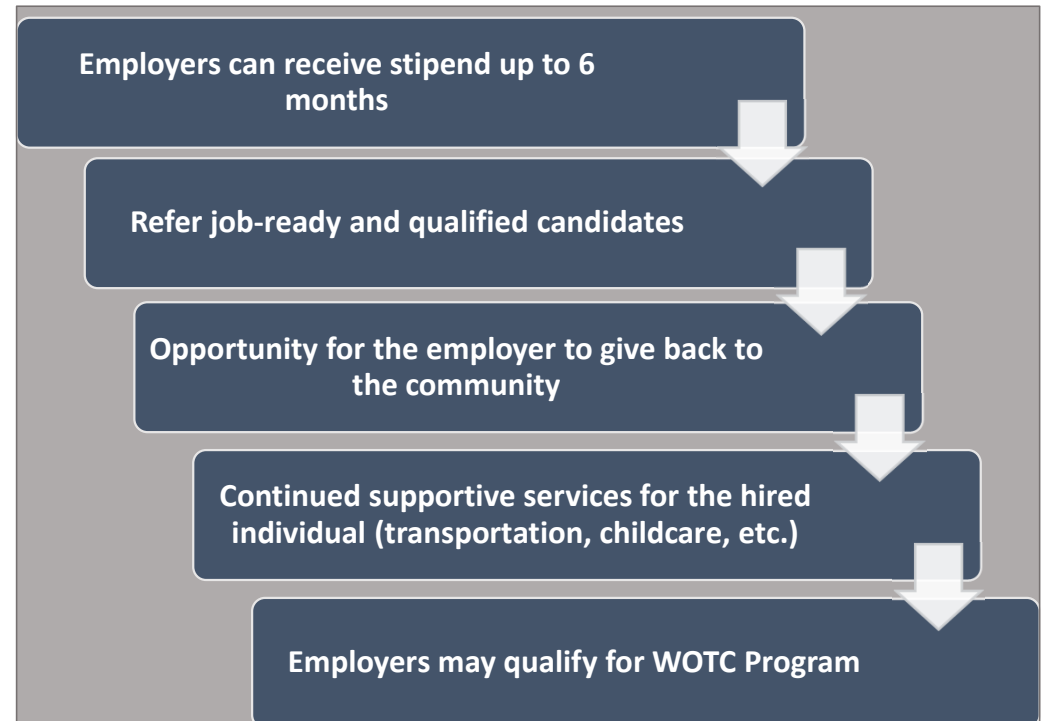 Employers can receive stipend up to 6
months
Refer job-ready and qualified candidates
Opportunity for the employer to give back to
the community
Continued supportive services for the hired
individual (transportation, childcare, etc.)
Employers may qualify for WOTC Program